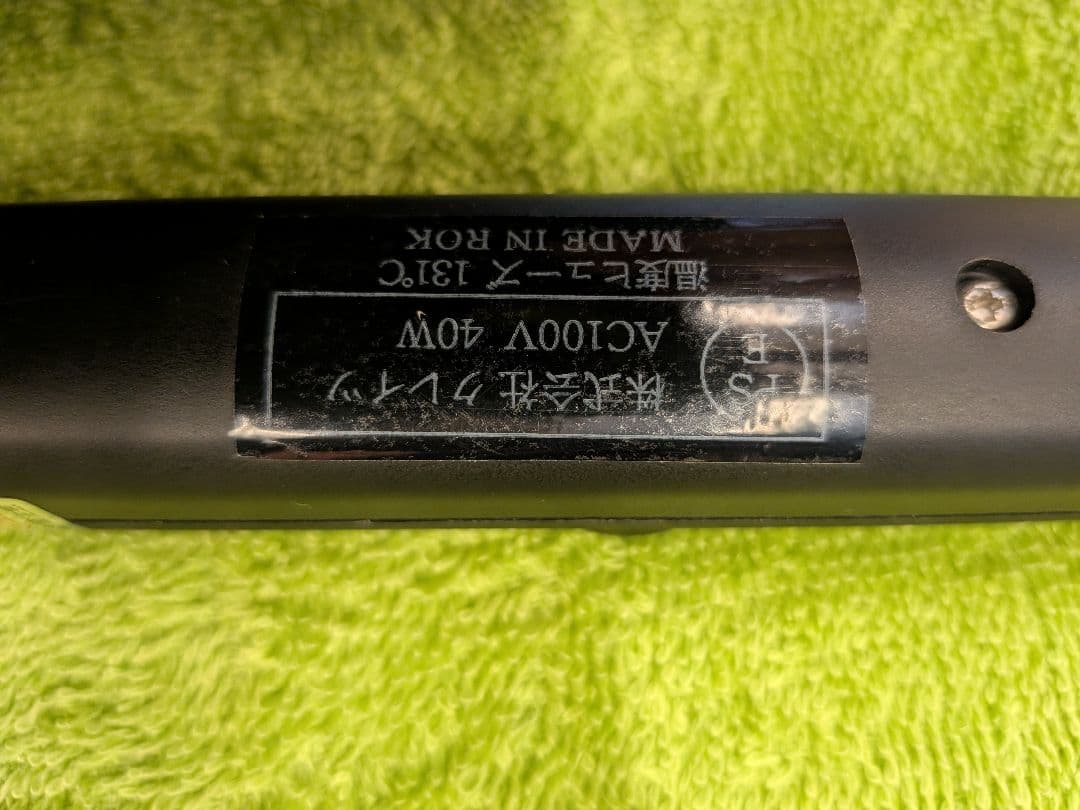 PS
E
株式会社 クレイツ
AC100V 40W
温度ヒューズ 131℃
MADE IN ROK